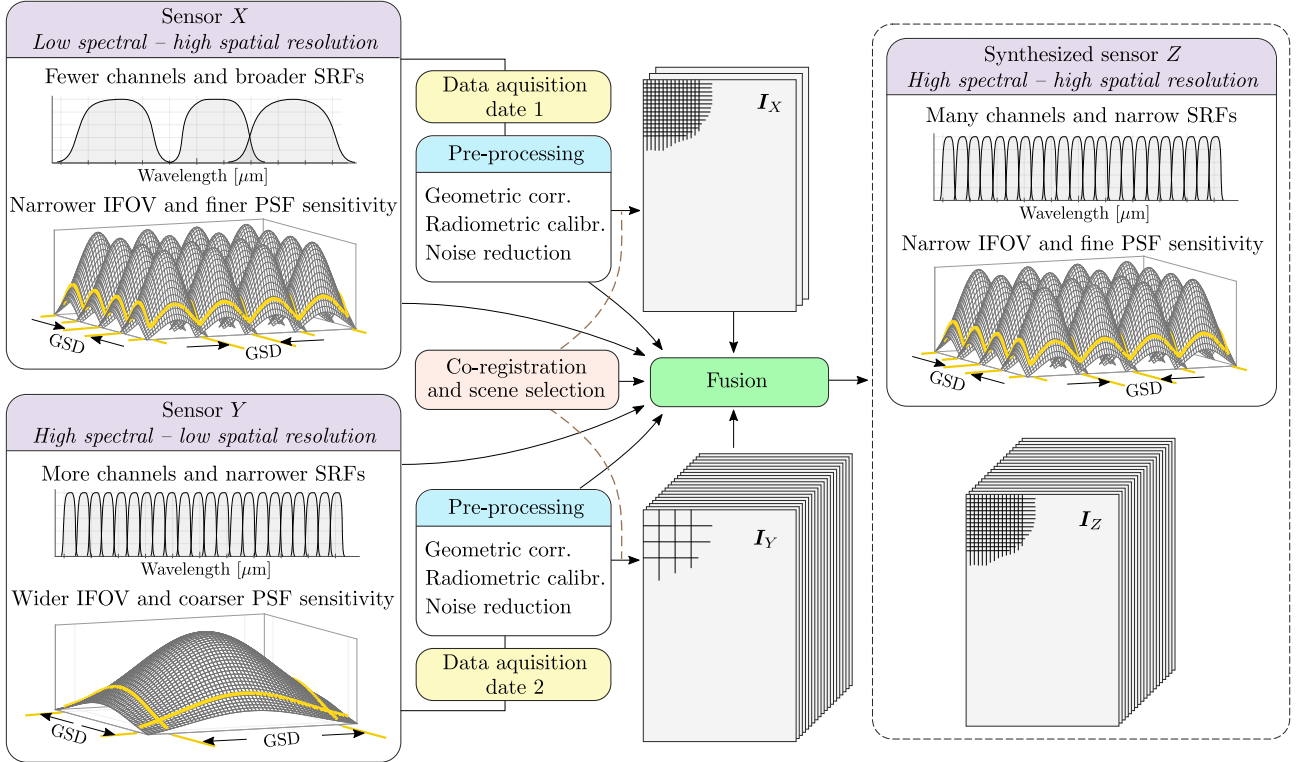 Sensor X
Low spectral – high spatial resolution
Fewer channels and broader SRFs
Wavelength [μm]
Narrower IFOV and finer PSF sensitivity
GSD
GSD
Sensor Y
High spectral – low spatial resolution
More channels and narrower SRFs
Wavelength [μm]
Wider IFOV and coarser PSF sensitivity
GSD
GSD
Data aquisition
date 1
Pre-processing
Geometric corr.
Radiometric calibr.
Noise reduction
Co-registration
and scene selection
Pre-processing
Geometric corr.
Radiometric calibr.
Noise reduction
Data aquisition
date 2
I_X
Fusion
I_Y
Synthesized sensor Z
High spectral – high spatial resolution
Many channels and narrow SRFs
Wavelength [μm]
Narrow IFOV and fine PSF sensitivity
GSD
GSD
I_Z